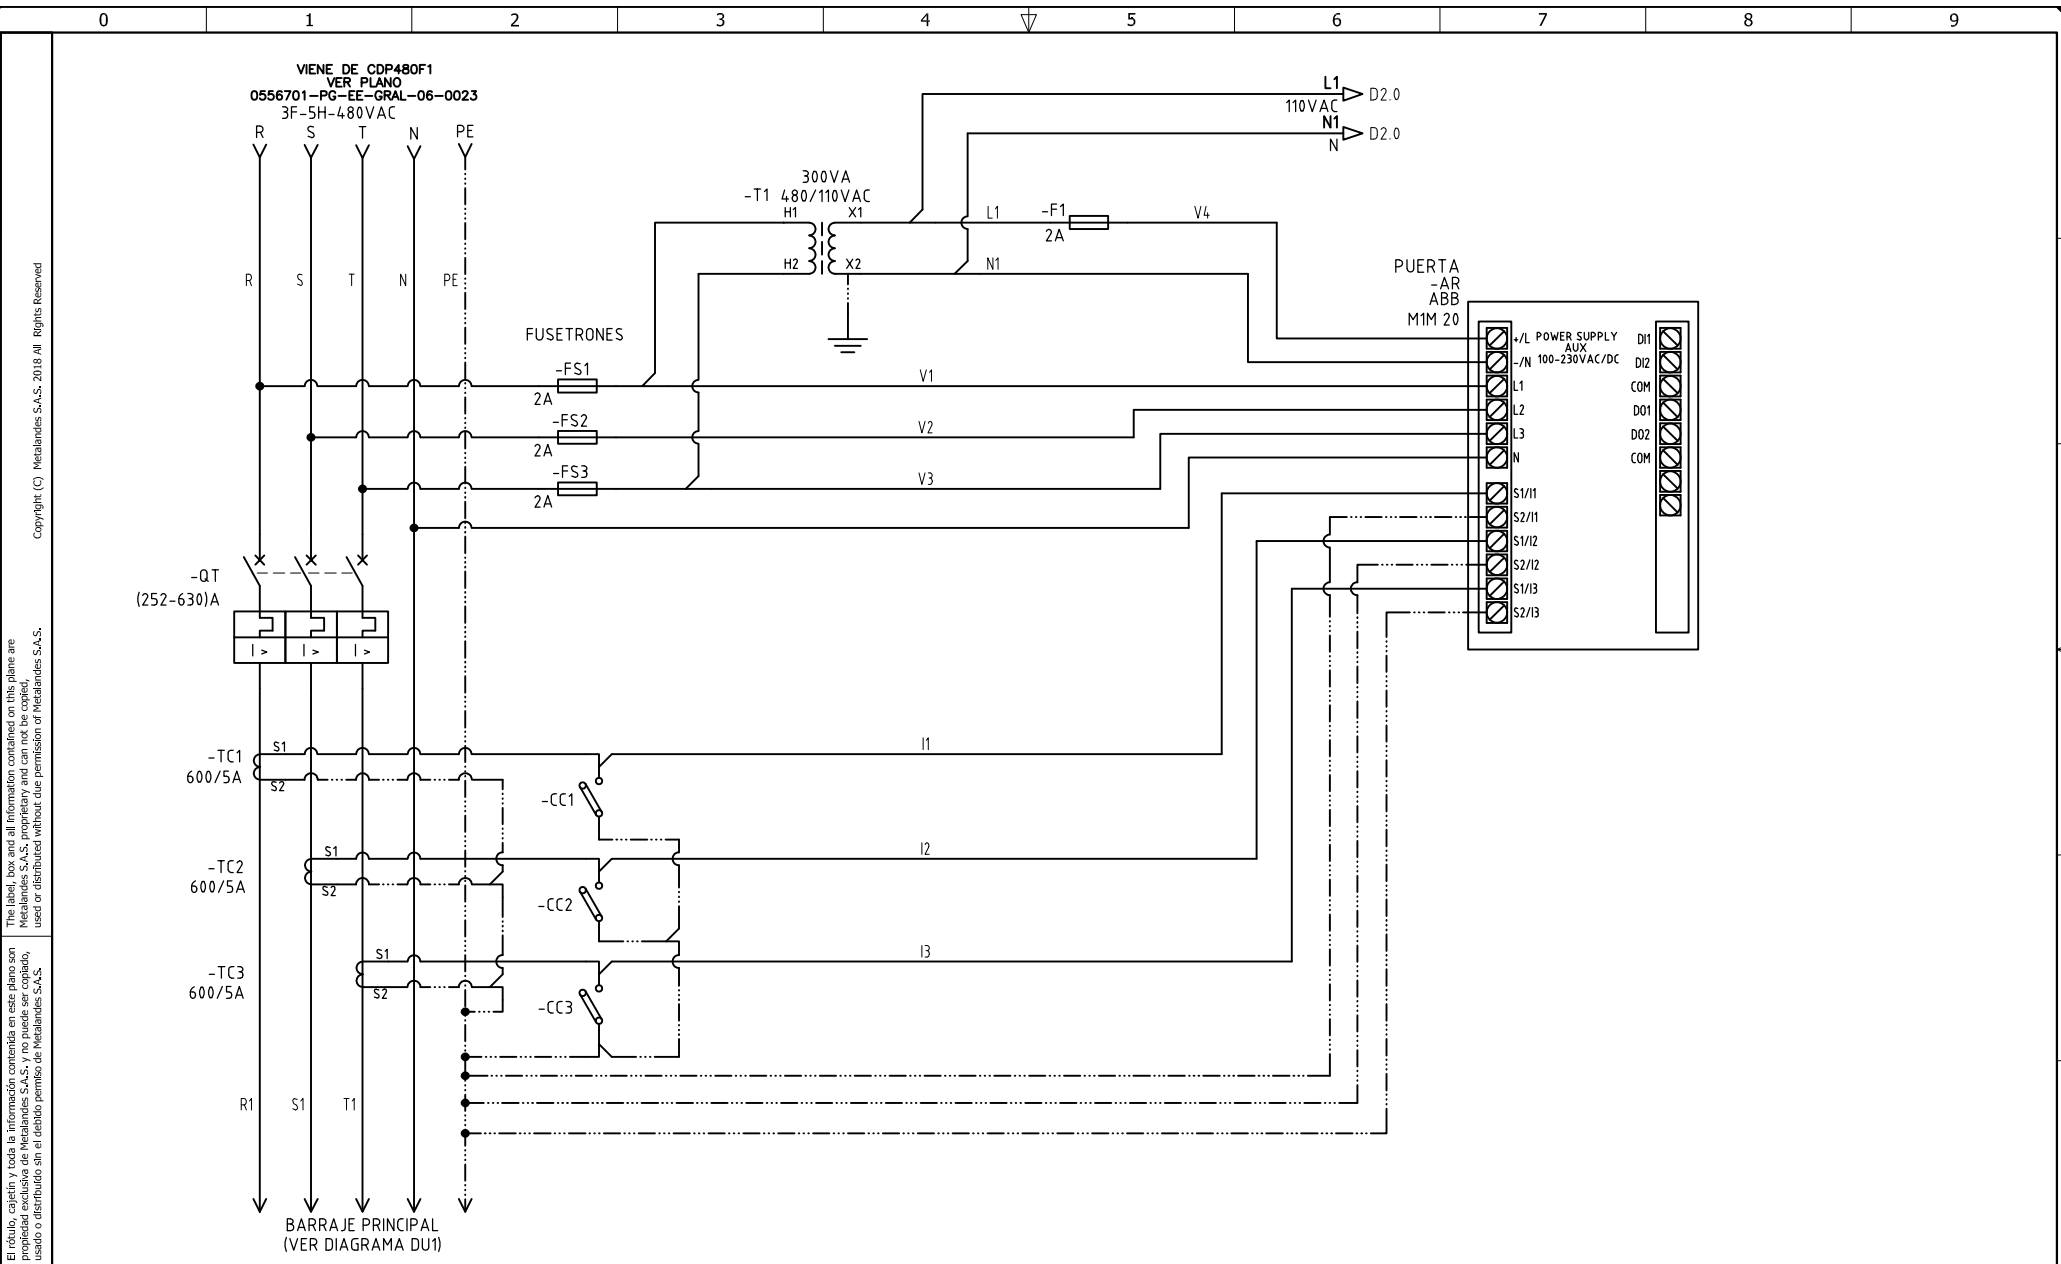 0 1 2 3 4 5 6 7 8 9
VIENE DE CDP480F1
VER PLANO
0556701-PG-EE-GRAL-06-0023
3F-5H-480VAC
R S T N PE
L1
110VAC
D2.0
N1
N
D2.0
300VA
-T1 480/110VAC
H1 X1
H2 X2
L1
-F1
2A
V4
N1
R S T N PE
PUERTA
-AR
ABB
M1M 20
FUSETRONES
-FS1
2A
V1
-FS2
2A
V2
-FS3
2A
V3
+/L POWER SUPPLY
AUX
-/N 100-230VAC/DC
L1
L2
L3
N
S1/I1
S2/I1
S1/I2
S2/I2
S1/I3
S2/I3
DI1
DI2
COM
DO1
DO2
COM
-QT
(252-630)A
I > I > I >
-TC1
600/5A
S1
S2
I1
-CC1
-TC2
600/5A
S1
S2
I2
-CC2
-TC3
600/5A
S1
S2
I3
-CC3
R1 S1 T1
BARRAJE PRINCIPAL
(VER DIAGRAMA DU1)
Copyright (C) Metalandes S.A.S. 2018 All Rights Reserved
The label, box and all information contained on this plane are
Metalandes S.A.S. proprietary and can not be copied,
used or distributed without due permission of Metalandes S.A.S.
El rótulo, cajetín y toda la información contenida en este plano son
propiedad exclusiva de Metalandes S.A.S. y no puede ser copiado,
usado o distribuido sin el debido permiso de Metalandes S.A.S.